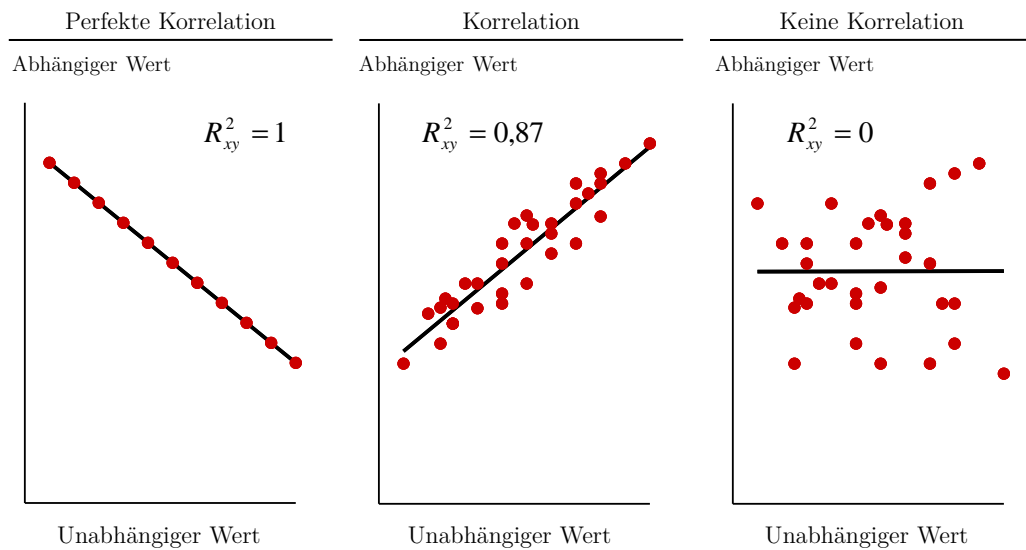 Perfekte Korrelation
Abhängiger Wert
R²xy = 1
Unabhängiger Wert
Korrelation
Abhängiger Wert
R²xy = 0,87
Unabhängiger Wert
Keine Korrelation
Abhängiger Wert
R²xy = 0
Unabhängiger Wert